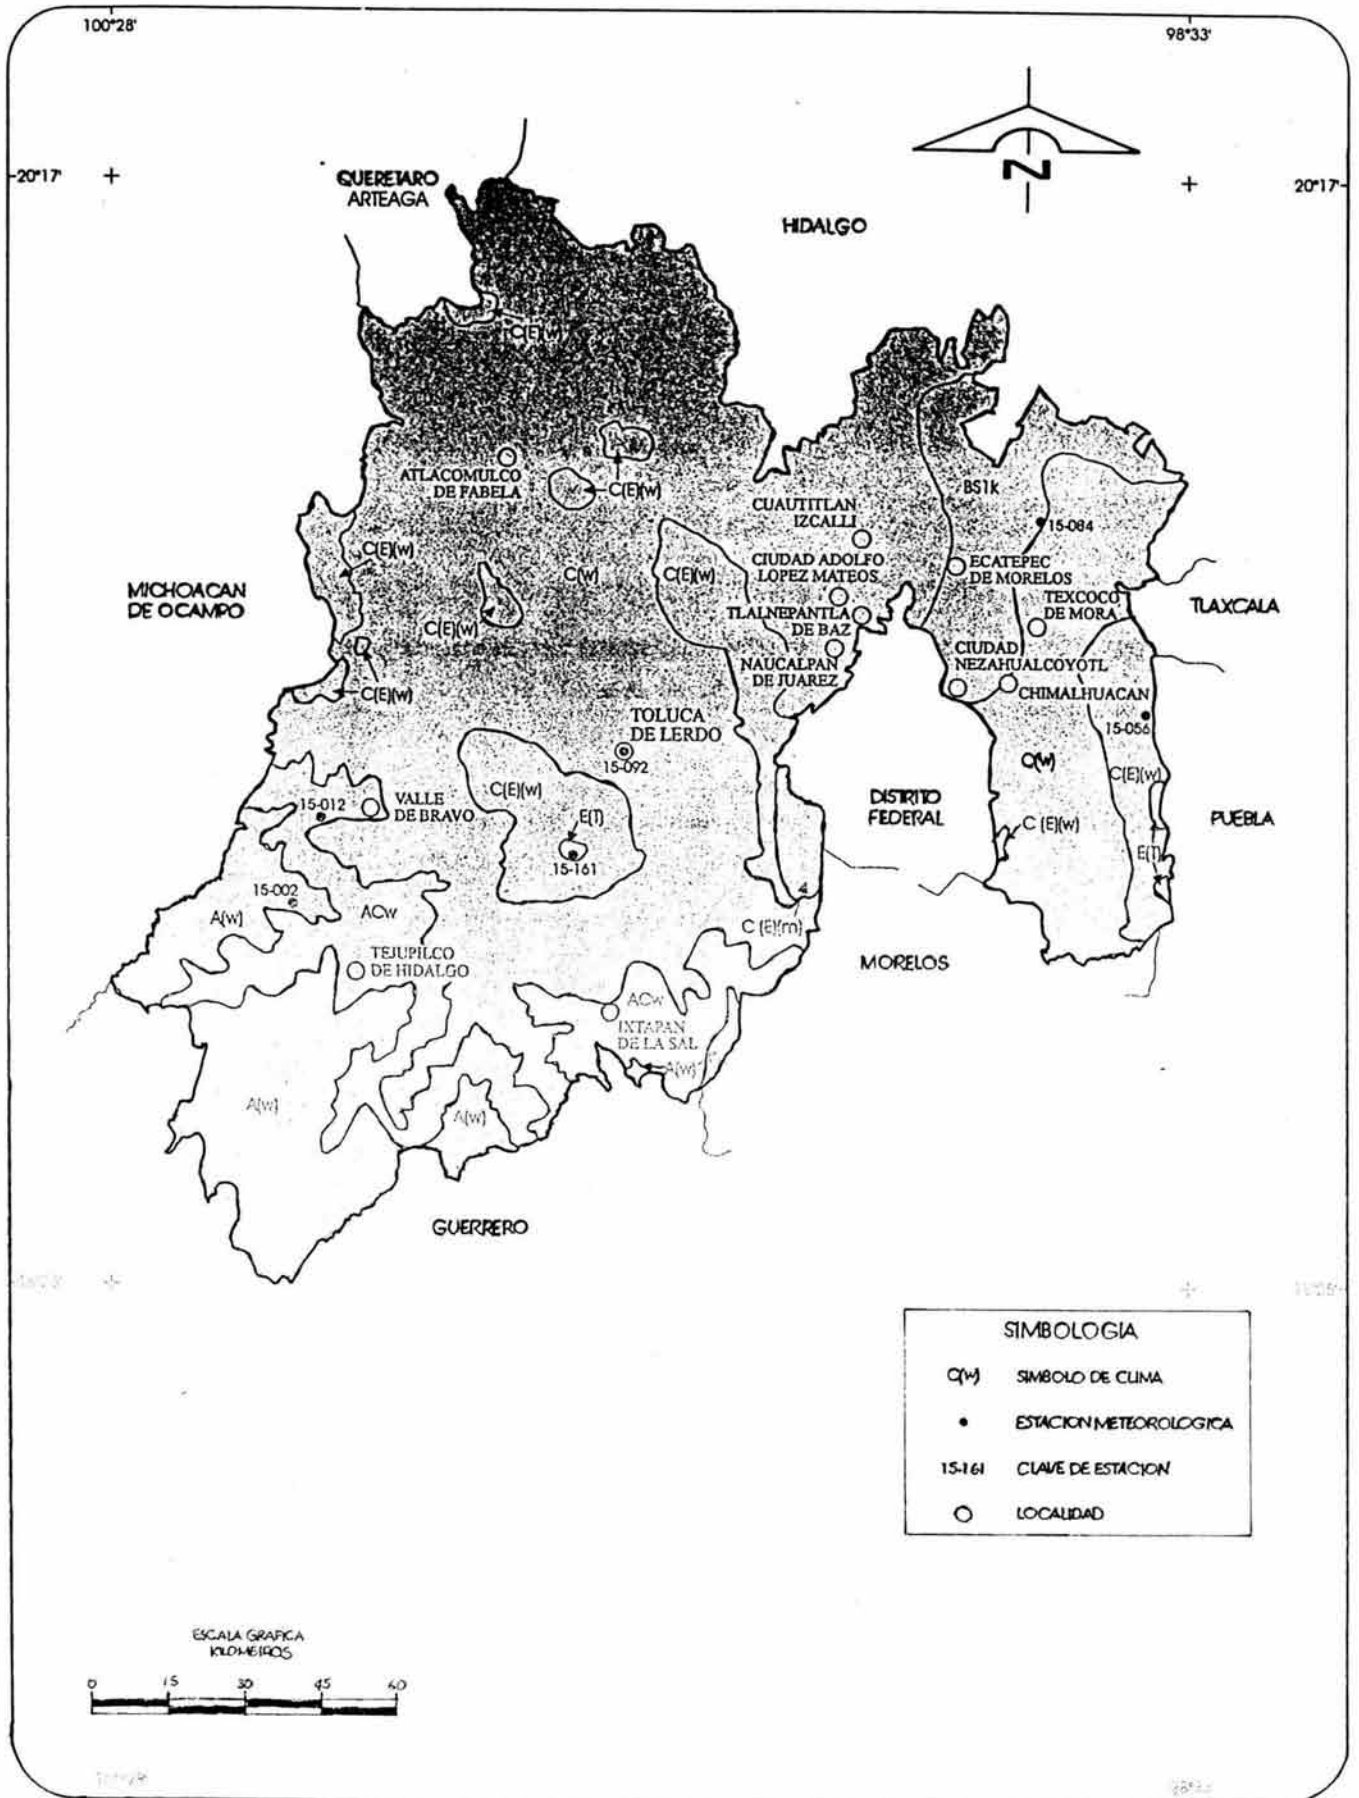 100°28'
98°33'
20°17'
20°17'
N
QUERETARO
ARTEAGA
HIDALGO
C(E)(w)
ATLACOMULCO
DE FABELA
C(E)(w)
BS1k
CUAUTITLAN
IZCALLI
15-084
C(E)(w)
C(w)
C(E)(w)
CIUDAD ADOLFO
LOPEZ MATEOS
ECATEPEC
DE MORELOS
MICHOACAN
DE OCAMPO
TLAXCALA
TEXCOCO
DE MORA
C(E)(w)
TLALNEPANTLA
DE BAZ
NAUCALPAN
DE JUAREZ
CIUDAD
NEZAHUALCOYOTL
C(E)(w)
CHIMALHUACAN
TOLUCA
DE LERDO
15-092
15-056
C(w)
C(E)(w)
C(E)(w)
15-012
VALLE
DE BRAVO
E(T)
DISTRITO
FEDERAL
PUEBLA
C(E)(w)
E(T)
15-161
15-002
A(w)
ACw
C(E)(m)
TEJUPILCO
DE HIDALGO
MORELOS
ACw
IXTAPAN
DE LA SAL
A(w)
A(w)
A(w)
GUERRERO
SIMBOLOGIA
C(w) SIMBOLO DE CLIMA
ESTACION METEOROLOGICA
15-161 CLAVE DE ESTACION
LOCALIDAD
ESCALA GRAFICA
KILOMETROS
0 15 30 45 60